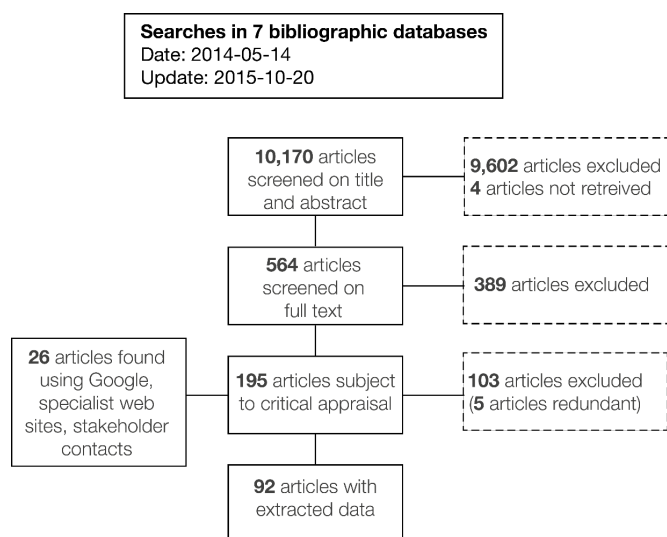 Searches in 7 bibliographic databases
Date: 2014-05-14
Update: 2015-10-20
10,170 articles
screened on title
and abstract
9,602 articles excluded
4 articles not retreived
564 articles
screened on
full text
389 articles excluded
26 articles found
using Google,
specialist web
sites, stakeholder
contacts
195 articles subject
to critical appraisal
103 articles excluded
(5 articles redundant)
92 articles with
extracted data